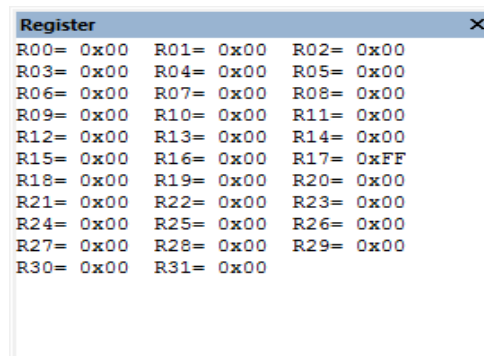 Register
R00= 0x00 R01= 0x00 R02= 0x00
R03= 0x00 R04= 0x00 R05= 0x00
R06= 0x00 R07= 0x00 R08= 0x00
R09= 0x00 R10= 0x00 R11= 0x00
R12= 0x00 R13= 0x00 R14= 0x00
R15= 0x00 R16= 0x00 R17= 0xFF
R18= 0x00 R19= 0x00 R20= 0x00
R21= 0x00 R22= 0x00 R23= 0x00
R24= 0x00 R25= 0x00 R26= 0x00
R27= 0x00 R28= 0x00 R29= 0x00
R30= 0x00 R31= 0x00